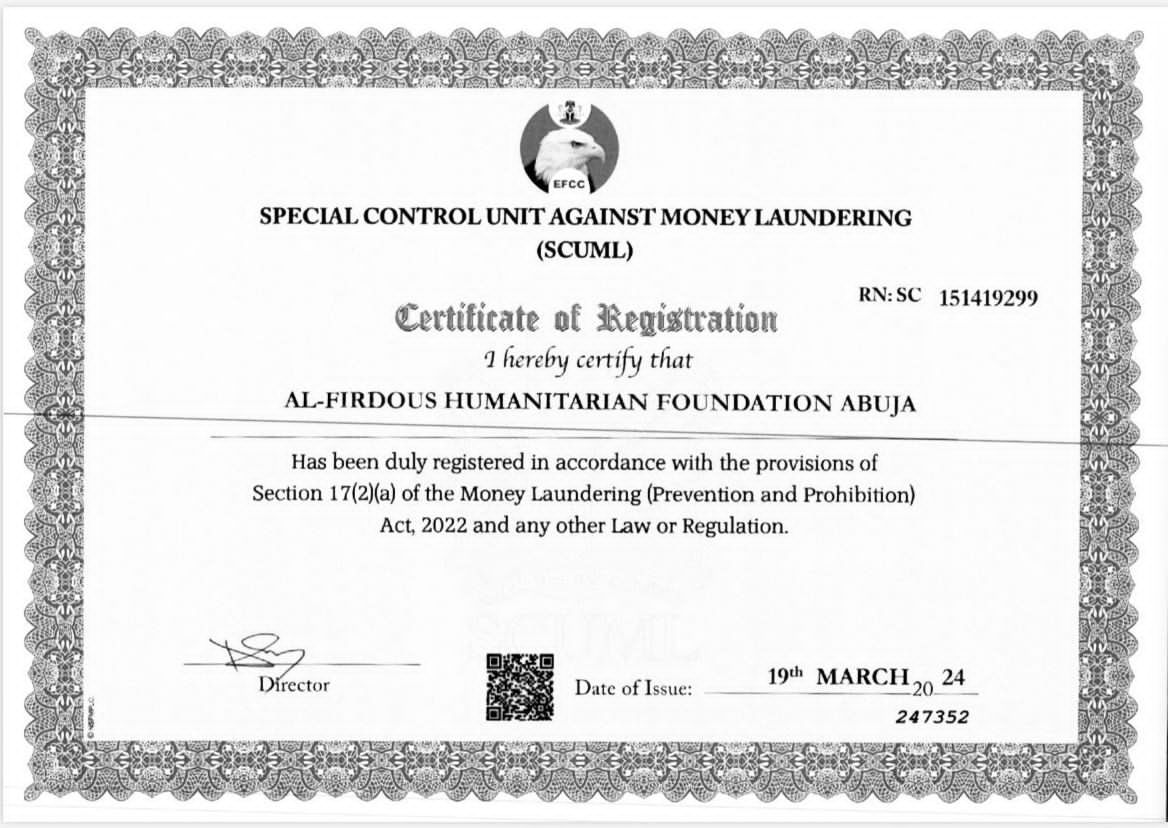 EFCC
SPECIAL CONTROL UNIT AGAINST MONEY LAUNDERING
(SCUML)
RN: SC 151419299
Certificate of Registration
I hereby certify that
AL-FIRDOUS HUMANITARIAN FOUNDATION ABUJA
Has been duly registered in accordance with the provisions of
Section 17(2)(a) of the Money Laundering (Prevention and Prohibition)
Act, 2022 and any other Law or Regulation.
SCUML
Director
Date of Issue: 19th MARCH 20 24
247352